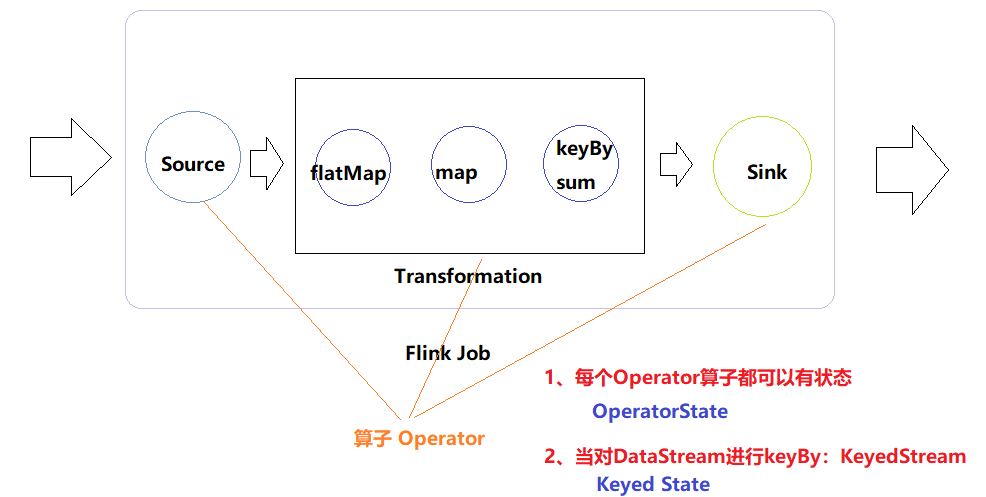 Source
flatMap
map
keyBy
sum
Sink
Transformation
Flink Job
算子 Operator
1、每个Operator算子都可以有状态
OperatorState
2、当对DataStream进行keyBy：KeyedStream
Keyed State